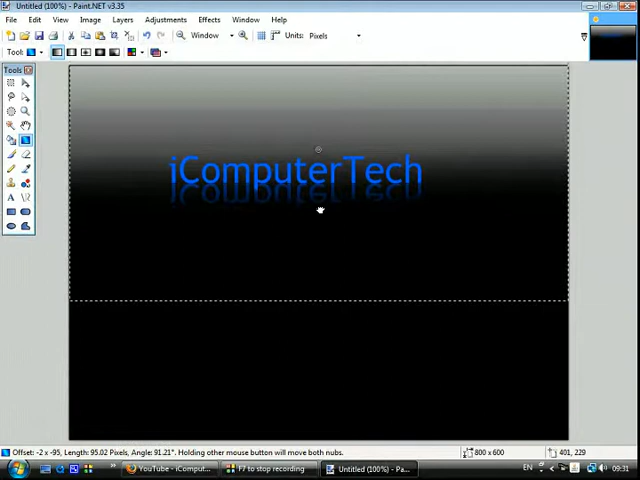 Untitled (100%) - Paint.NET v3.35
File Edit View Image Layers Adjustments Effects Window Help
Window Units: Pixels
Tool:
Tools
iComputerTech
Offset: -2 x -95, Length: 95.02 Pixels, Angle: 91.21°. Holding other mouse button will move both nubs. 800 x 600 401, 229
YouTube - iComput... F7 to stop recording Untitled (100%) - Pa... EN 09:31